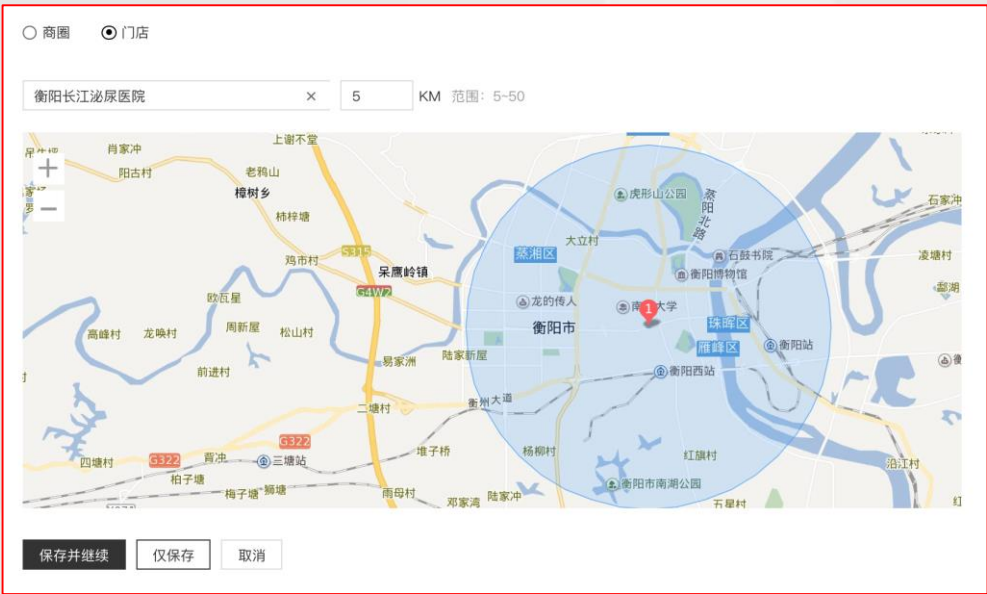 商圈 门店
衡阳长江泌尿医院 × 5 KM 范围：5~50
上谢不堂
肖家冲
阳古村
老鸦山
樟树乡
柿梓塘
虎形山公园
蒸阳北路
石家冲
S315
鸡市村
呆鹰岭镇
G4W2
大立村
蒸湘区
石鼓书院
衡阳博物馆
凌塘村
酃湖
欧瓦星
龙的传人
1
大学
高峰村
龙唤村
周新屋
松山村
衡阳市
珠晖区
雁峰区
衡阳站
前进村
易家洲
陆家新屋
衡阳西站
二塘村
衡州大道
G322
四塘村
G322
三塘站
堆子桥
杨柳村
红旗村
沿江村
柏子塘
梅子塘
狮塘
雨母村
邓家湾
陆家冲
衡阳市南湖公园
五星村
保存并继续 仅保存 取消